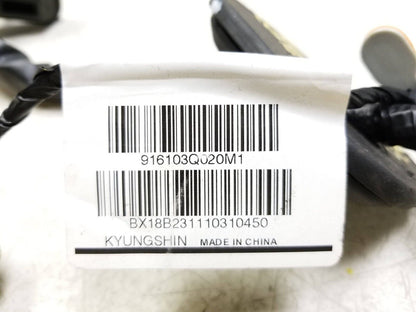 916103Q020M1
BX18B231110310450
KYUNGSHIN MADE IN CHINA